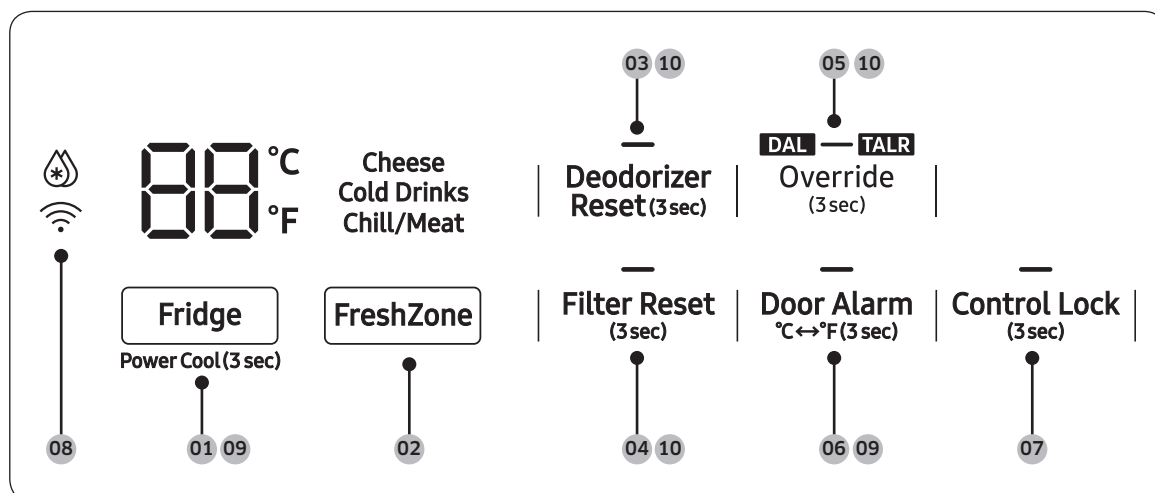 03 10
05 10
88 °C
°F
Cheese
Cold Drinks
Chill/Meat
Deodorizer
Reset (3 sec)
DAL — TALR
Override
(3 sec)
Fridge
Power Cool (3 sec)
FreshZone
Filter Reset
(3 sec)
Door Alarm
°C↔°F (3 sec)
Control Lock
(3 sec)
08
01 09
02
04 10
06 09
07